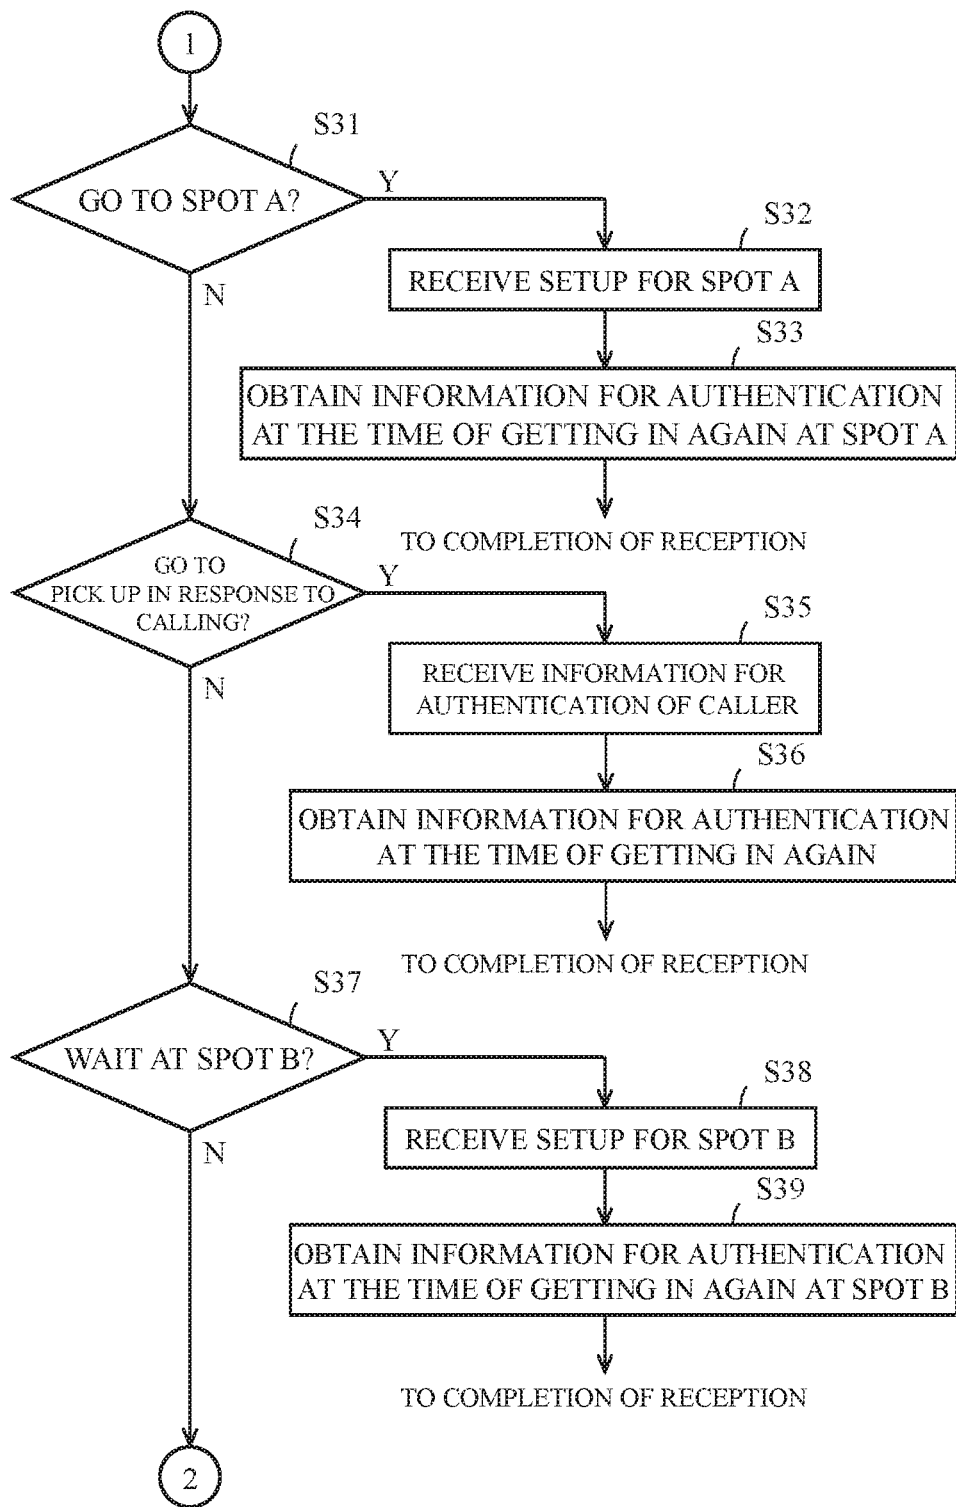 1
S31
GO TO SPOT A?
Y
N
S32
RECEIVE SETUP FOR SPOT A
S33
OBTAIN INFORMATION FOR AUTHENTICATION
AT THE TIME OF GETTING IN AGAIN AT SPOT A
TO COMPLETION OF RECEPTION
S34
GO TO
PICK UP IN RESPONSE TO
CALLING?
Y
N
S35
RECEIVE INFORMATION FOR
AUTHENTICATION OF CALLER
S36
OBTAIN INFORMATION FOR AUTHENTICATION
AT THE TIME OF GETTING IN AGAIN
TO COMPLETION OF RECEPTION
S37
WAIT AT SPOT B?
Y
N
S38
RECEIVE SETUP FOR SPOT B
S39
OBTAIN INFORMATION FOR AUTHENTICATION
AT THE TIME OF GETTING IN AGAIN AT SPOT B
TO COMPLETION OF RECEPTION
2